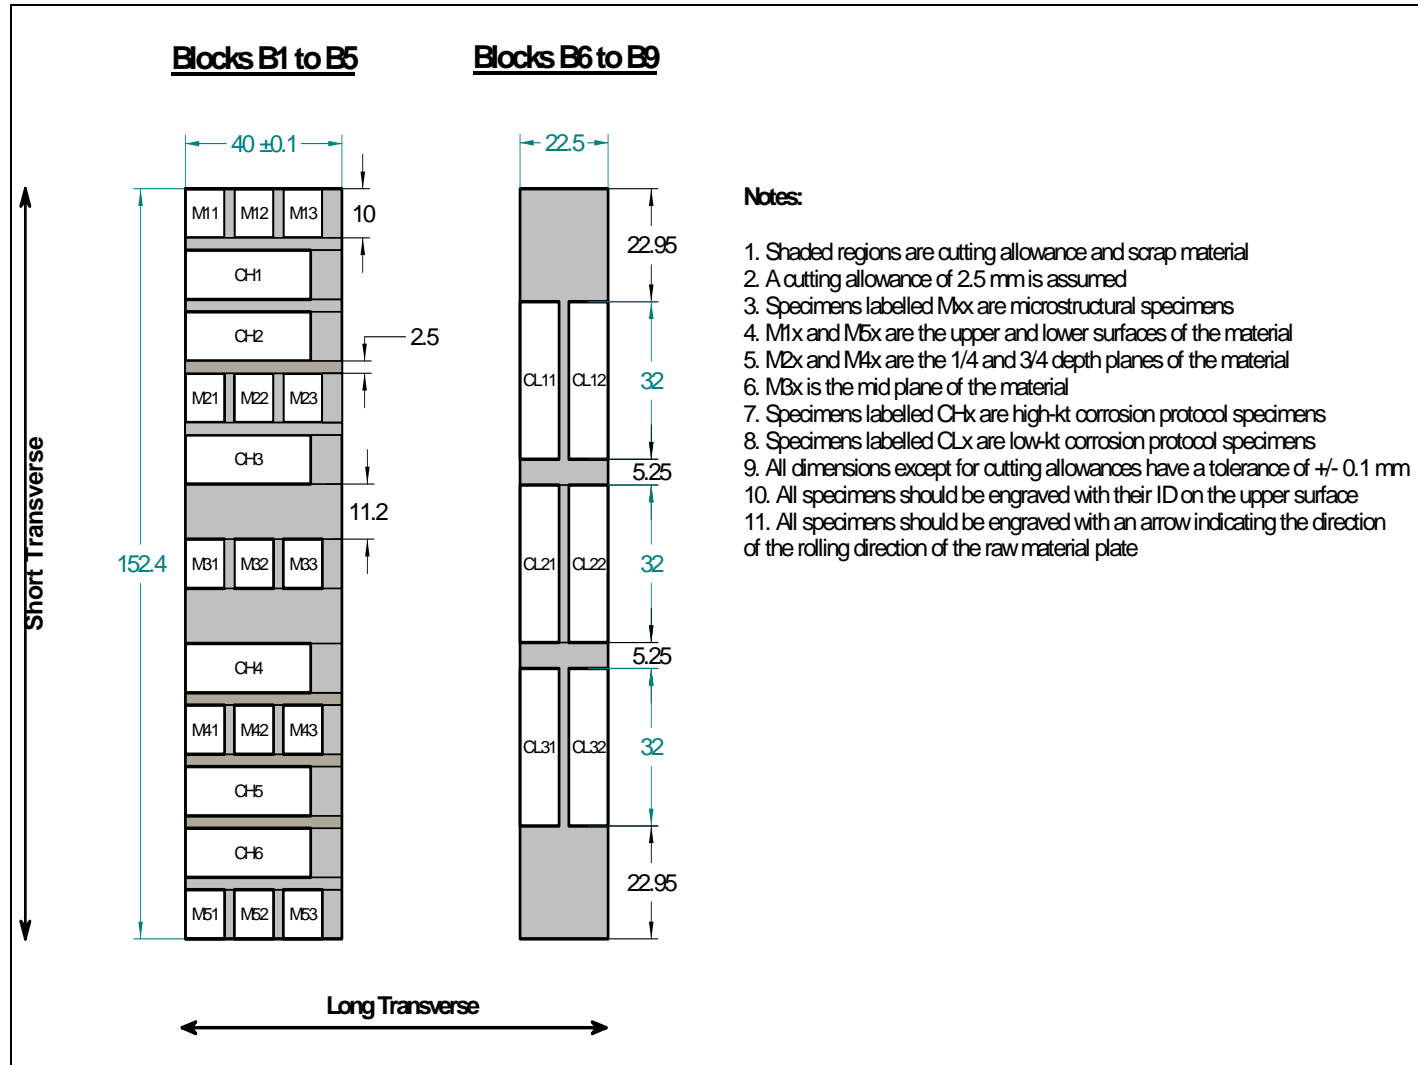 Blocks B1 to B5
Blocks B6 to B9
40 ±0.1
22.5
M11 M12 M13
10
CH1
CH2
2.5
M21 M22 M23
CH3
11.2
152.4
M31 M32 M33
CH4
M41 M42 M43
CH5
CH6
M51 M52 M53
Short Transverse
22.95
CL11 CL12
32
5.25
CL21 CL22
32
5.25
CL31 CL32
32
22.95
Long Transverse
Notes:
1. Shaded regions are cutting allowance and scrap material
2. A cutting allowance of 2.5 mm is assumed
3. Specimens labelled Mxx are microstructural specimens
4. M1x and M5x are the upper and lower surfaces of the material
5. M2x and M4x are the 1/4 and 3/4 depth planes of the material
6. M3x is the mid plane of the material
7. Specimens labelled CHx are high-kt corrosion protocol specimens
8. Specimens labelled CLx are low-kt corrosion protocol specimens
9. All dimensions except for cutting allowances have a tolerance of +/- 0.1 mm
10. All specimens should be engraved with their ID on the upper surface
11. All specimens should be engraved with an arrow indicating the direction
of the rolling direction of the raw material plate